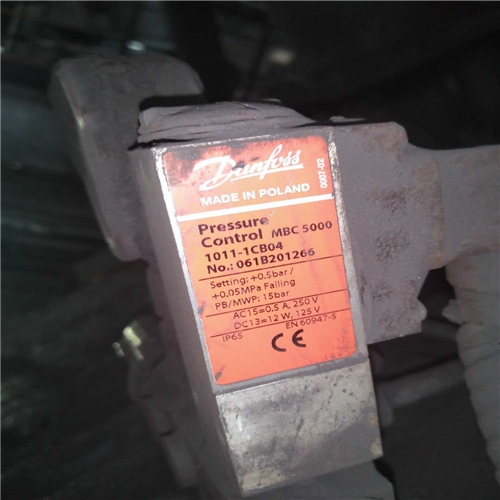 Danfoss
MADE IN POLAND
0007-02
Pressure
Control MBC 5000
1011-1CB04
No.: 061B201266
Setting: +0.5bar /
+0.05MPa Falling
PB/MWP: 15bar
AC15=0.5 A, 250 V
DC13=12 W, 125 V
IP65 EN 60947-5
CE